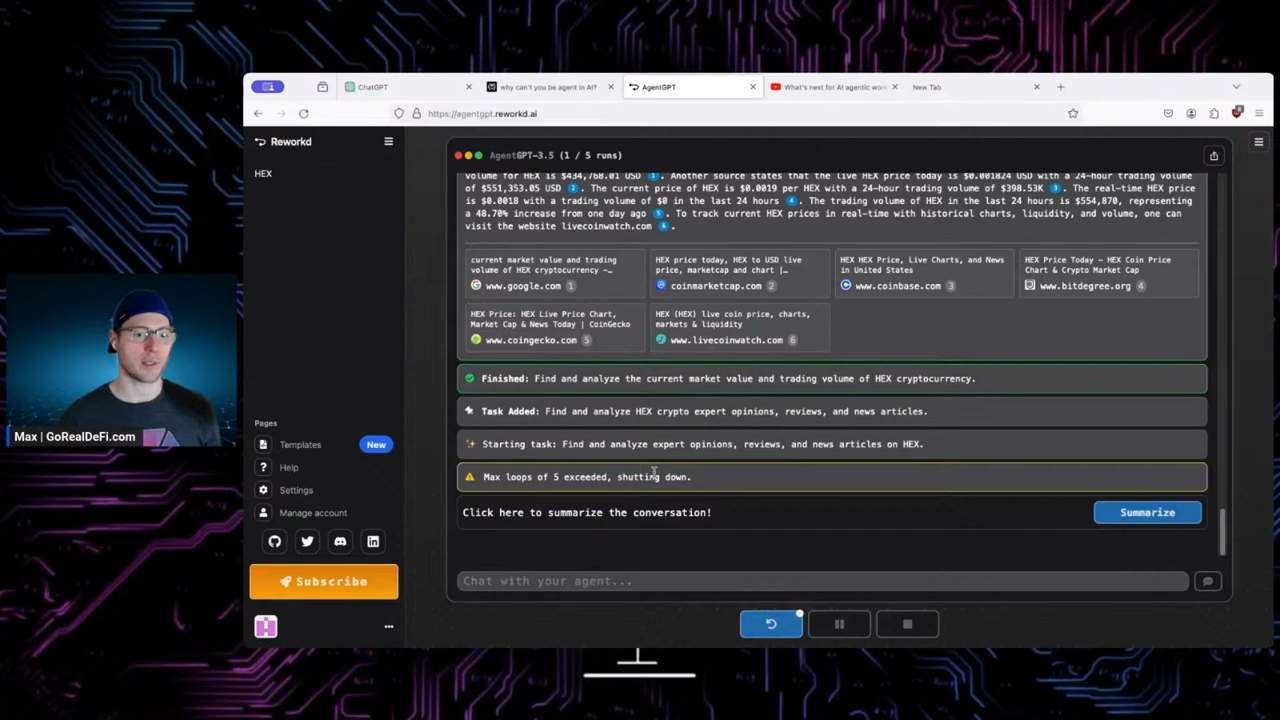 ChatGPT
why can't you be agent in AI?
AgentGPT
What's next for AI agentic wor
New Tab
https://agentgpt.reworkd.ai
Reworkd
HEX
AgentGPT-3.5 (1 / 5 runs)
volume for HEX is $434,768.01 USD 1. Another source states that the live HEX price today is $0.001824 USD with a 24-hour trading volume
of $551,353.05 USD 2. The current price of HEX is $0.0019 per HEX with a 24-hour trading volume of $398.53K 3. The real-time HEX price
is $0.0018 with a trading volume of $0 in the last 24 hours 4. The trading volume of HEX in the last 24 hours is $554,870, representing
a 48.70% increase from one day ago 5. To track current HEX prices in real-time with historical charts, liquidity, and volume, one can
visit the website livecoinwatch.com 6.
current market value and trading
volume of HEX cryptocurrency -…
www.google.com 1
HEX price today, HEX to USD live
price, marketcap and chart |…
coinmarketcap.com 2
HEX HEX Price, Live Charts, and News
in United States
www.coinbase.com 3
HEX Price Today - HEX Coin Price
Chart & Crypto Market Cap
www.bitdegree.org 4
HEX Price: HEX Live Price Chart,
Market Cap & News Today | CoinGecko
www.coingecko.com 5
HEX (HEX) live coin price, charts,
markets & liquidity
www.livecoinwatch.com 6
Finished: Find and analyze the current market value and trading volume of HEX cryptocurrency.
Task Added: Find and analyze HEX crypto expert opinions, reviews, and news articles.
Starting task: Find and analyze expert opinions, reviews, and news articles on HEX.
Max loops of 5 exceeded, shutting down.
Click here to summarize the conversation!
Summarize
Chat with your agent...
Pages
Templates
New
Help
Settings
Manage account
Subscribe
Max | GoRealDeFi.com